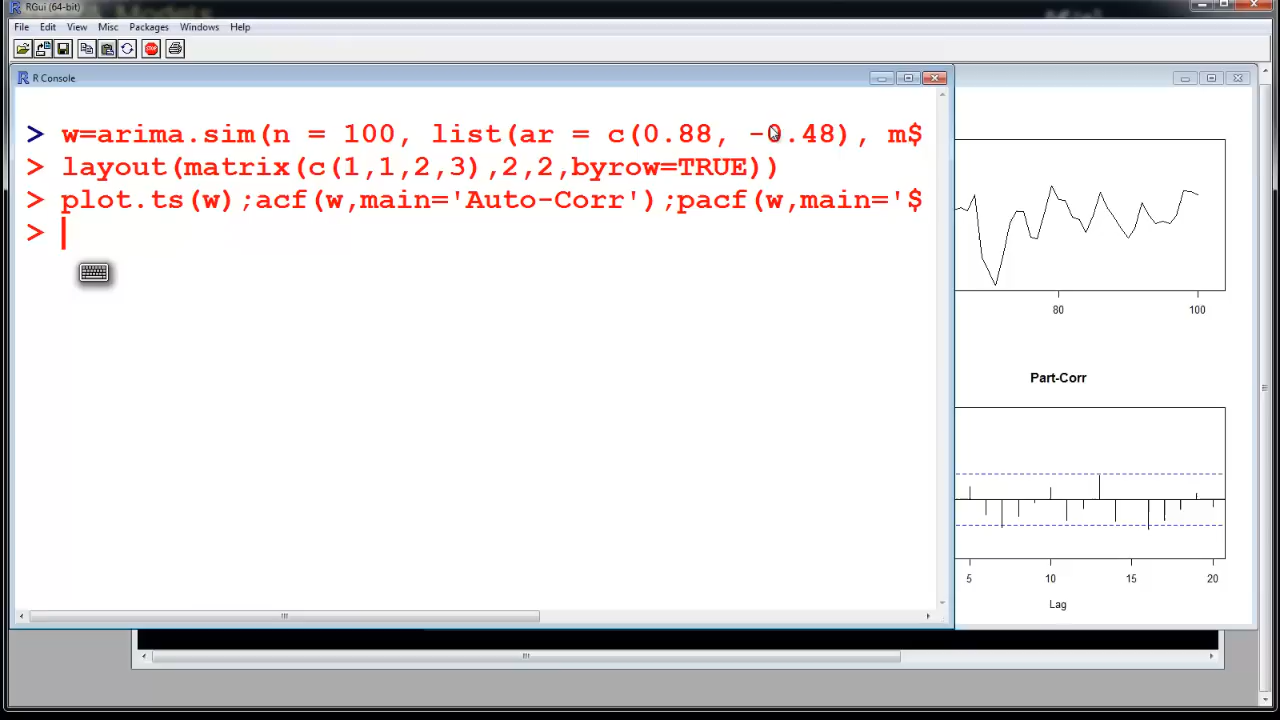 RGui (64-bit)
File Edit View Misc Packages Windows Help
R Console
> w=arima.sim(n = 100, list(ar = c(0.88, -0.48), m$
> layout(matrix(c(1,1,2,3),2,2,byrow=TRUE))
> plot.ts(w);acf(w,main='Auto-Corr');pacf(w,main='$
>
80 100
Part-Corr
5 10 15 20
Lag